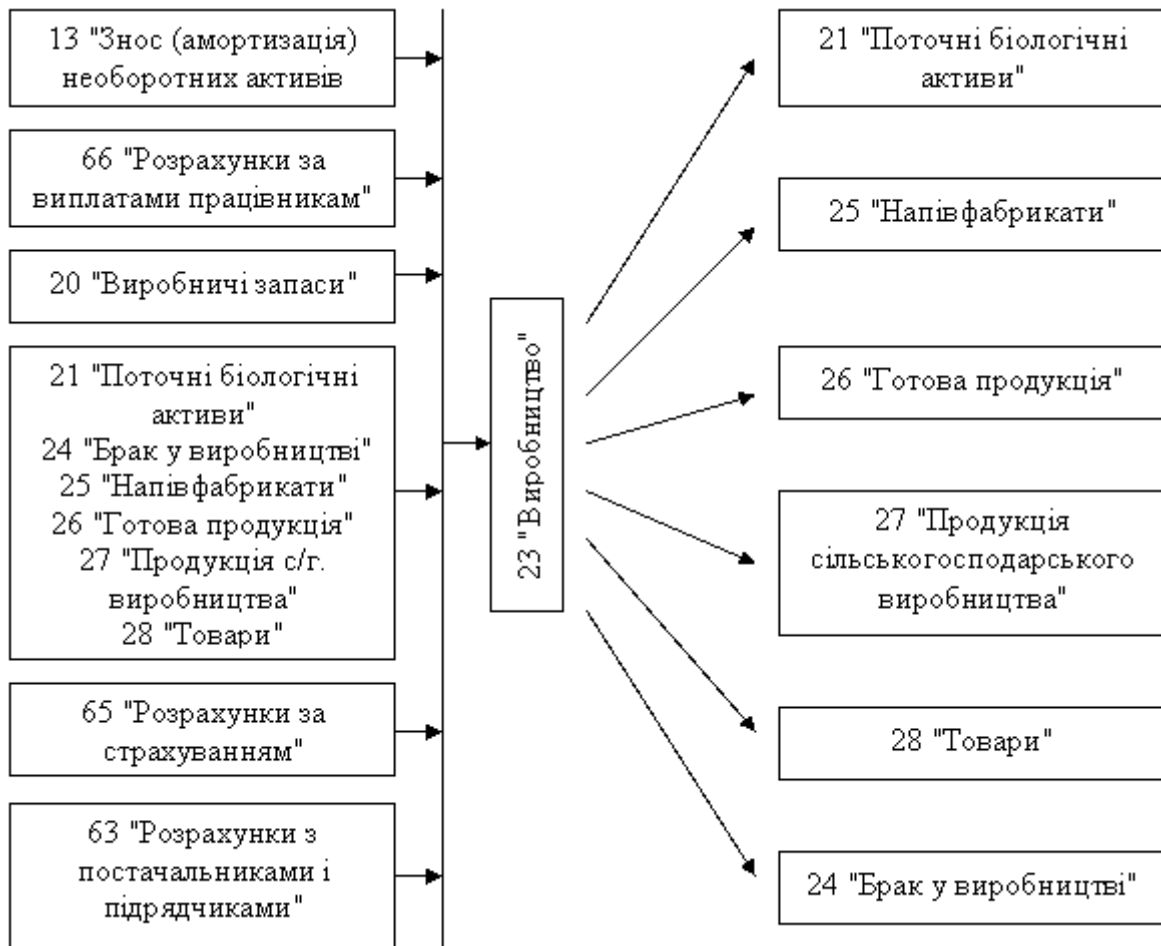 13 "Знос (амортизація)
необоротних активів
66 "Розрахунки за
виплатами працівникам"
20 "Виробничі запаси"
21 "Поточні біологічні
активи"
24 "Брак у виробництві"
25 "Напівфабрикати"
26 "Готова продукція"
27 "Продукція с/г.
виробництва"
28 "Товари"
65 "Розрахунки за
страхуванням"
63 "Розрахунки з
постачальниками і
підрядчиками"
23 "Виробництво"
21 "Поточні біологічні
активи"
25 "Напівфабрикати"
26 "Готова продукція"
27 "Продукція
сільськогосподарського
виробництва"
28 "Товари"
24 "Брак у виробництві"